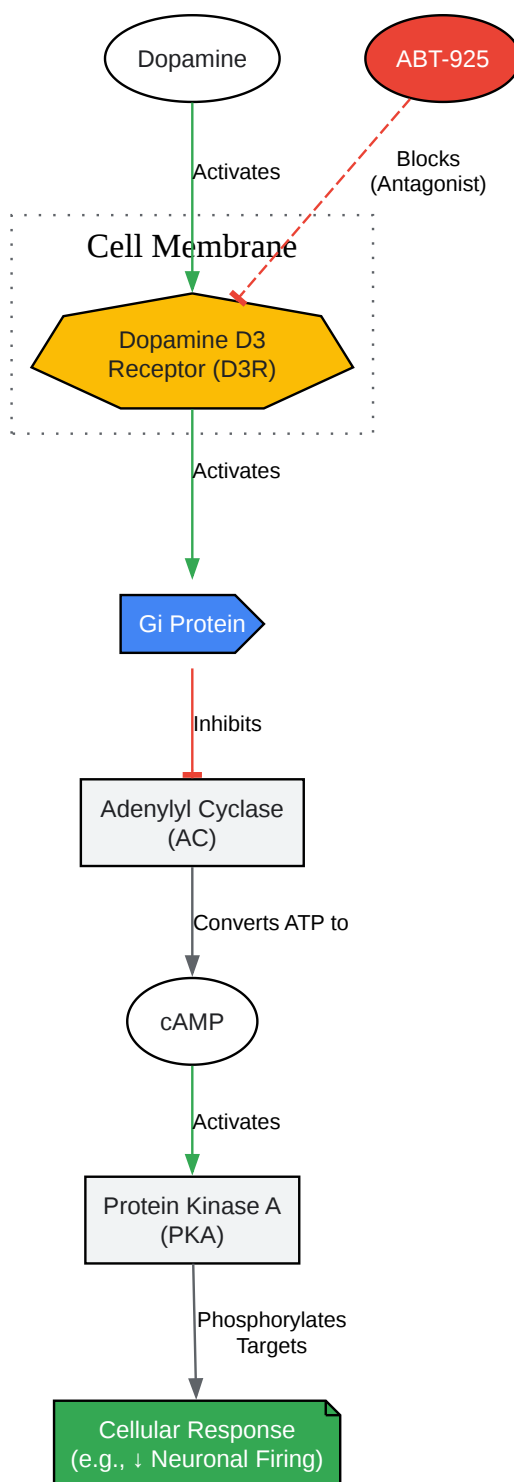 Dopamine
ABT-925
Activates
Blocks
(Antagonist)
Cell Membrane
Dopamine D3
Receptor (D3R)
Activates
Gi Protein
Inhibits
Adenylyl Cyclase
(AC)
Converts ATP to
cAMP
Activates
Protein Kinase A
(PKA)
Phosphorylates
Targets
Cellular Response
(e.g., ↓ Neuronal Firing)